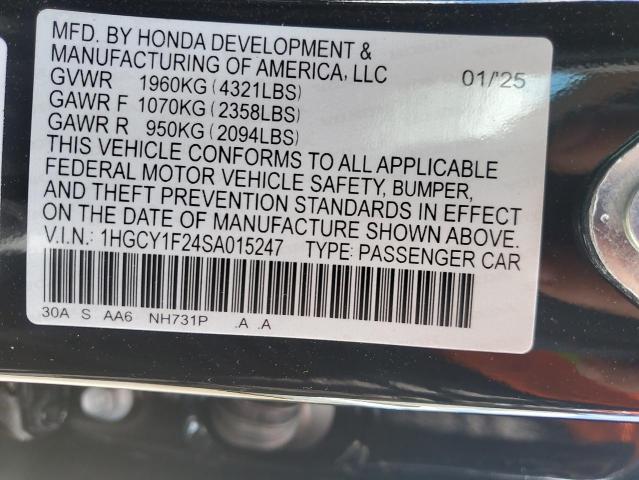 MFD. BY HONDA DEVELOPMENT &
MANUFACTURING OF AMERICA, LLC 01/'25
GVWR 1960KG (4321LBS)
GAWR F 1070KG (2358LBS)
GAWR R 950KG (2094LBS)
THIS VEHICLE CONFORMS TO ALL APPLICABLE
FEDERAL MOTOR VEHICLE SAFETY, BUMPER,
AND THEFT PREVENTION STANDARDS IN EFFECT
ON THE DATE OF MANUFACTURE SHOWN ABOVE.
V.I.N.: 1HGCY1F24SA015247 TYPE: PASSENGER CAR
30A S AA6 NH731P .A .A